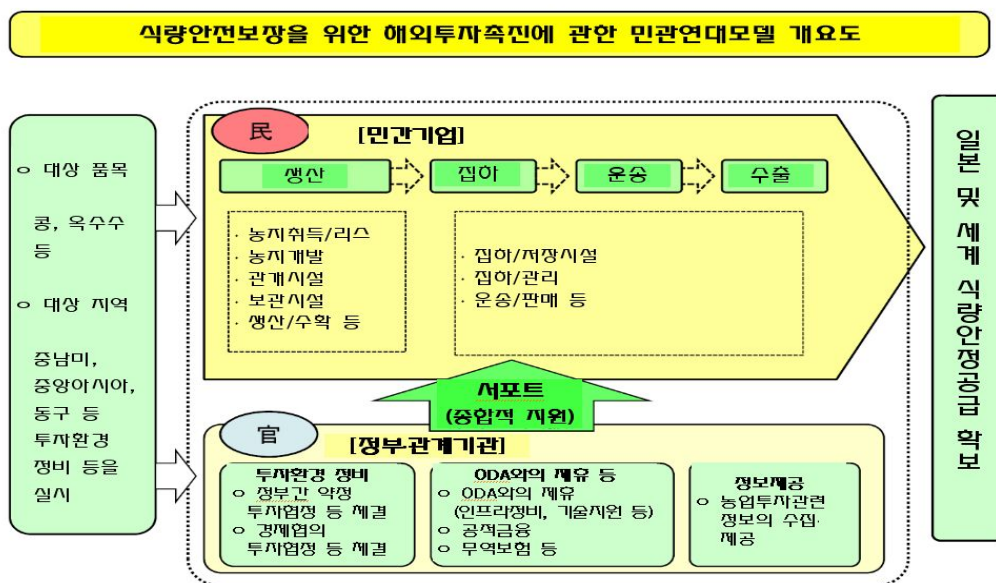 식량안전보장을 위한 해외투자촉진에 관한 민관연대모델 개요도
ㅇ 대상 품목
콩, 옥수수
등
ㅇ 대상 지역
중남미,
중앙아시아,
동구 등
투자환경
정비 등을
실시
民
[민간기업]
생산
집하
운송
수출
· 농지취득/리스
· 농지개발
· 관개시설
· 보관시설
· 생산/수확 등
· 집하/저장시설
· 집하/관리
· 운송/판매 등
서포트
(종합적 지원)
官
[정부관계기관]
투자환경 정비
ㅇ 정부간 약정
투자협정 등 체결
ㅇ 경제협의
투자협정 등 체결
ODA와의 제휴 등
ㅇ ODA와의 제휴
(인프라정비, 기술지원 등)
ㅇ 공적금융
ㅇ 무역보험 등
정보제공
ㅇ 농업투자관련
정보의 수집·
제공
일본 및 세계 식량안정공급 확보